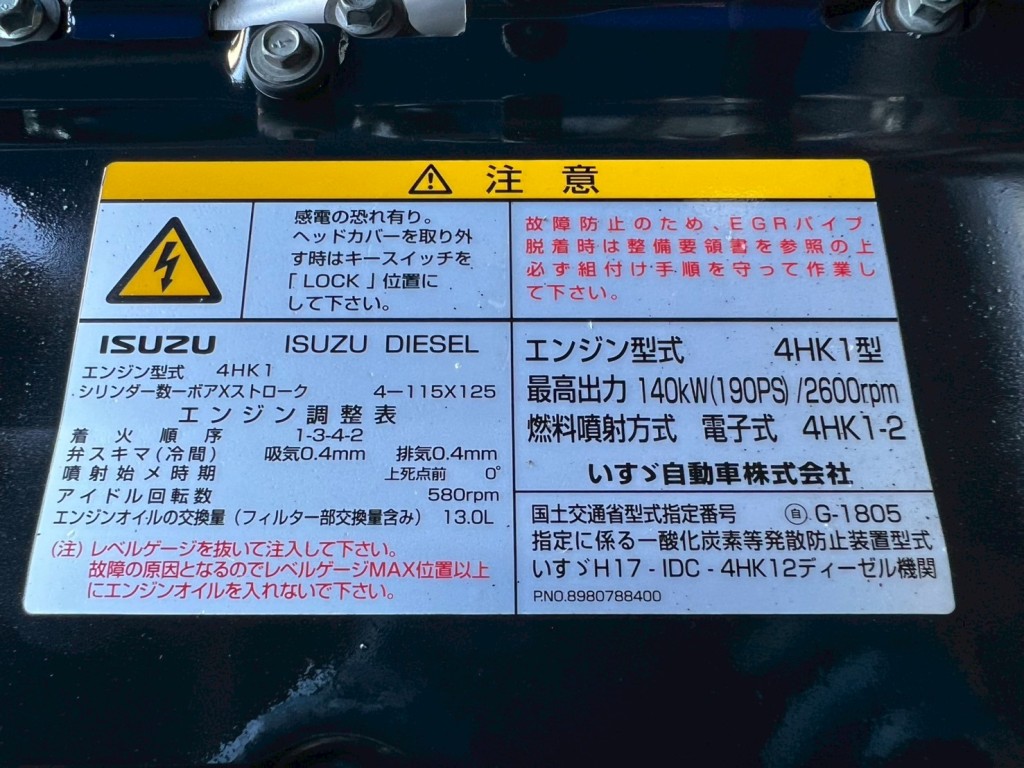 ⚠ 注意
感電の恐れ有り。
ヘッドカバーを取り外
す時はキースイッチを
「LOCK」位置に
して下さい。
故障防止のため、EGRパイプ
脱着時は整備要領書を参照の上
必ず組付け手順を守って作業し
て下さい。
ISUZU ISUZU DIESEL
エンジン型式 4HK1
シリンダー数ーボアXストローク 4－115X125
エンジン調整表
着火順序 1-3-4-2
弁スキマ(冷間) 吸気0.4mm 排気0.4mm
噴射始メ時期 上死点前 0°
アイドル回転数 580rpm
エンジンオイルの交換量（フィルター部交換量含み） 13.0L
(注) レベルゲージを抜いて注入して下さい。
故障の原因となるのでレベルゲージMAX位置以上
にエンジンオイルを入れないで下さい。
エンジン型式 4HK1型
最高出力 140kW(190PS)/2600rpm
燃料噴射方式 電子式 4HK1-2
いすゞ自動車株式会社
国土交通省型式指定番号 ㊀自 G-1805
指定に係る一酸化炭素等発散防止装置型式
いすゞH17-IDC-4HK12ディーゼル機関
P.NO.8980788400